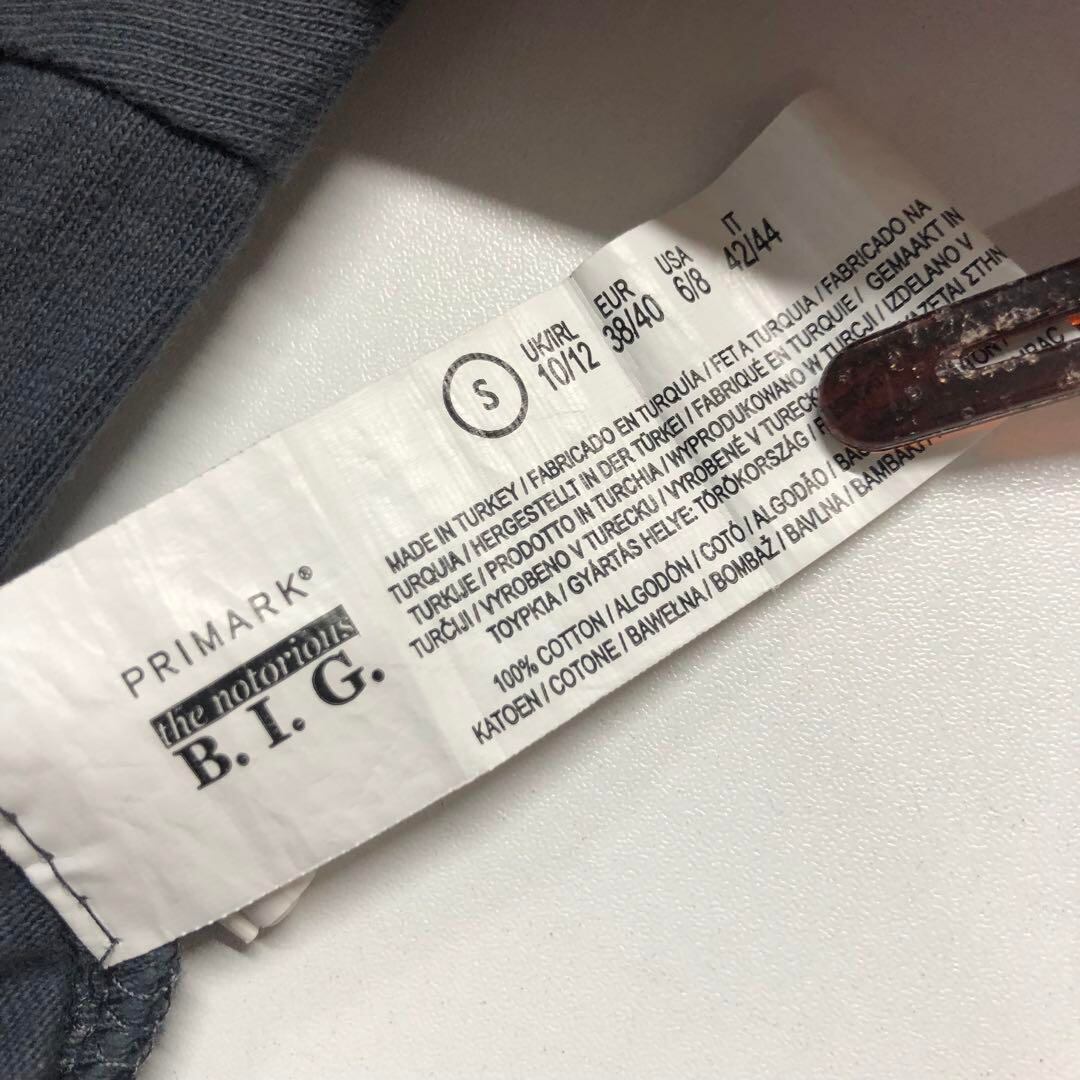 PRIMARK®
the notorious
B. I. G.
S
UK/IRL
10/12
EUR
38/40
USA
6/8
IT
42/44
MADE IN TURKEY / FABRICADO EN TURQUÍA / FET A TURQUIA / FABRICADO NA
TURQUIA / HERGESTELLT IN DER TÜRKEI / FABRIQUÉ EN TURQUIE / GEMAAKT IN
TURKIJE / PRODOTTO IN TURCHIA / WYPRODUKOWANO W TURCJI / IZDELANO V
TURČIJI / VYROBENO V TURECKU / VYROBENÉ V TURECK
ΤΟΥΡΚΙΑ / GYÁRTÁS HELYE: TÖRÖKORSZÁG /
100% COTTON / ALGODÓN / COTÓ / ALGODÃO /
KATOEN / COTONE / BAWEŁNA / BOMBAŽ / BAVLNA /